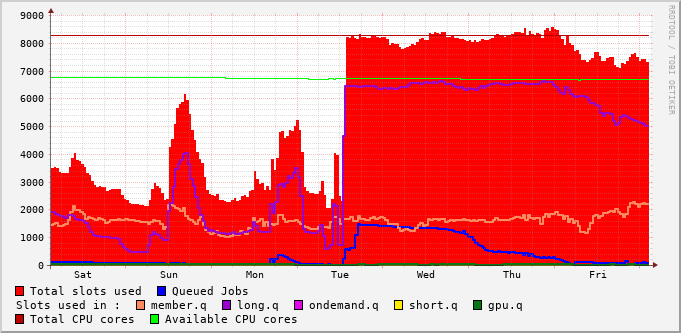 9000
8000
7000
6000
5000
4000
3000
2000
1000
0
Sat Sun Mon Tue Wed Thu Fri
RRDTOOL / TOBI OETIKER
Total slots used Queued Jobs
Slots used in : member.q long.q ondemand.q short.q gpu.q
Total CPU cores Available CPU cores